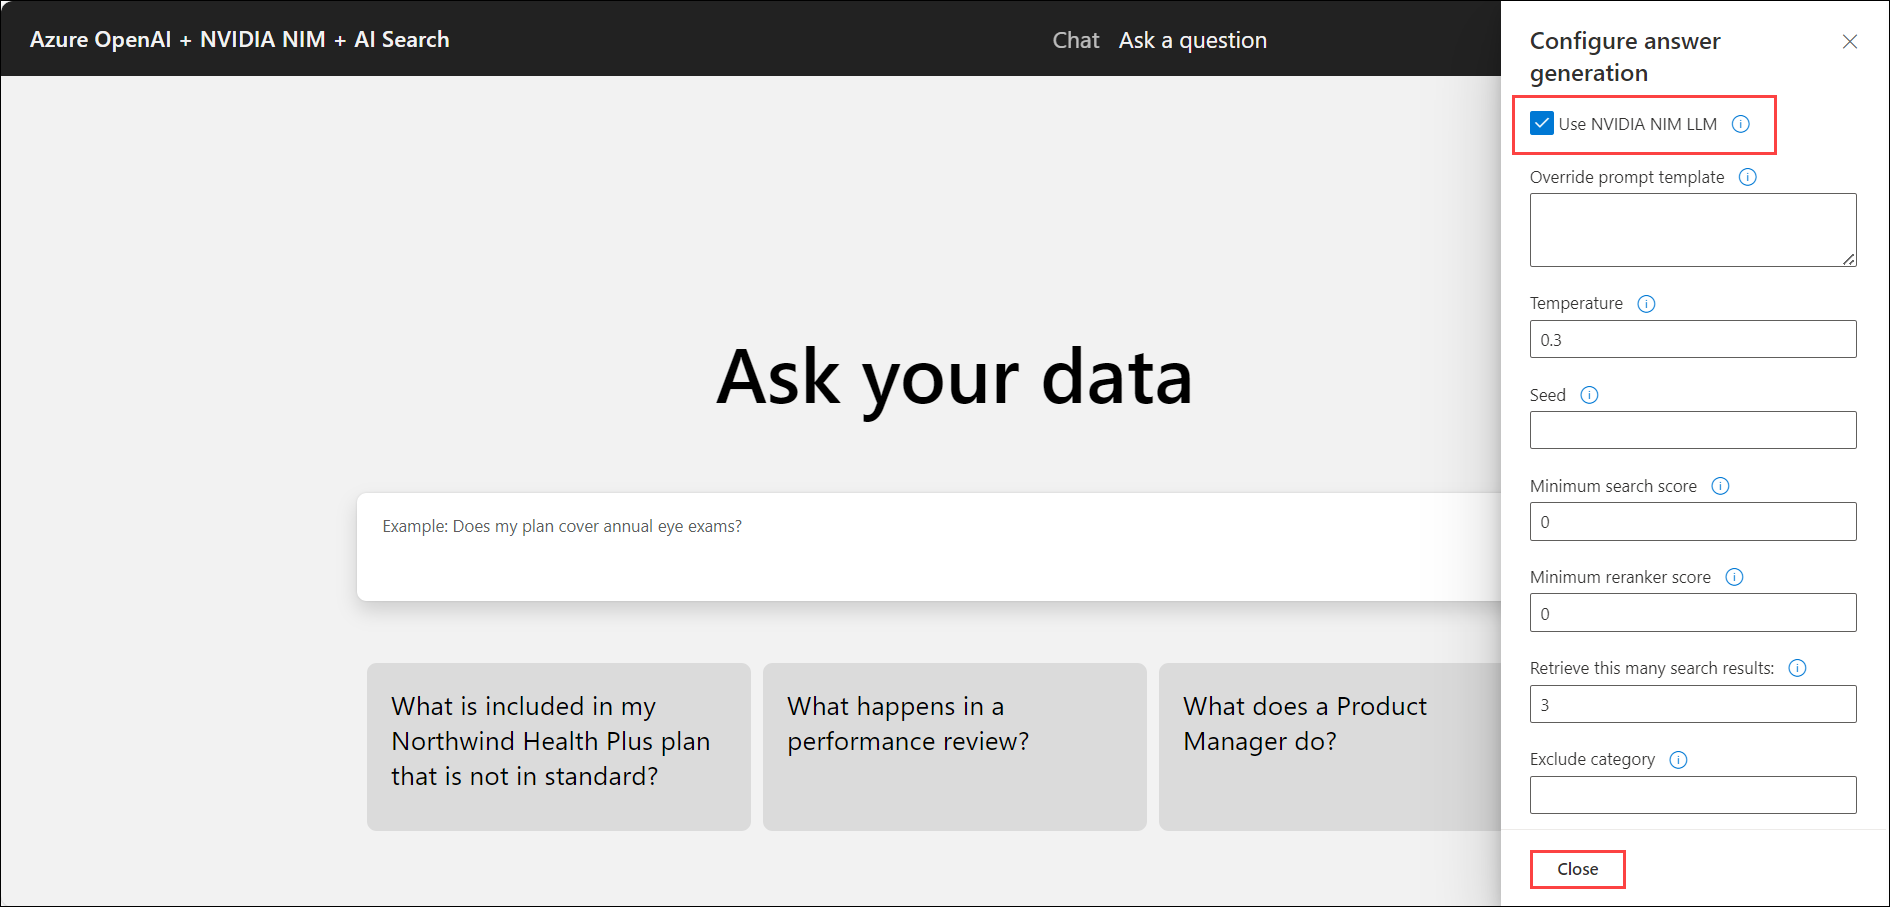 Azure OpenAI + NVIDIA NIM + AI Search
Chat
Ask a question
Ask your data
Example: Does my plan cover annual eye exams?
What is included in my
Northwind Health Plus plan
that is not in standard?
What happens in a
performance review?
What does a Product
Manager do?
Configure answer
generation
Use NVIDIA NIM LLM
Override prompt template
Temperature
0.3
Seed
Minimum search score
0
Minimum reranker score
0
Retrieve this many search results:
3
Exclude category
Close